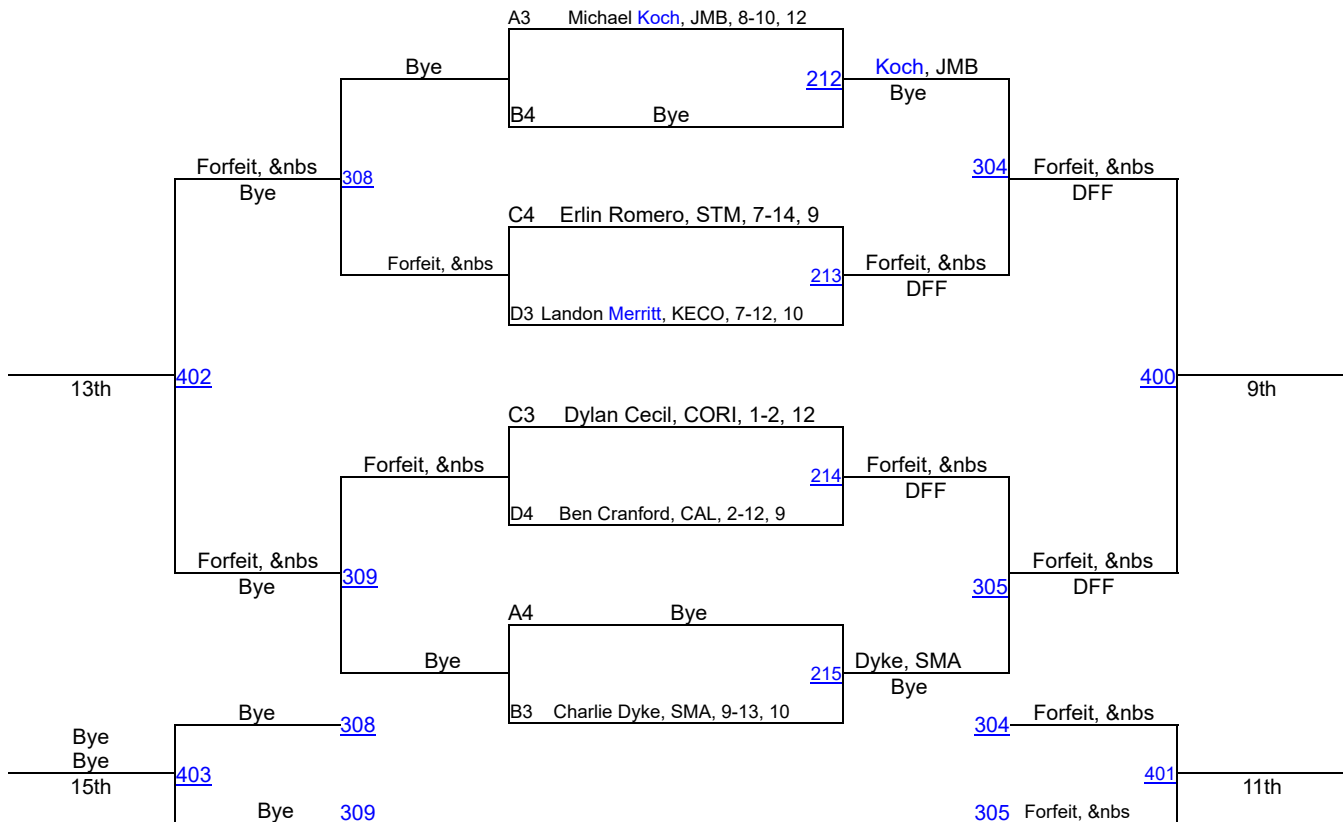 A3 Michael Koch, JMB, 8-10, 12
Bye 212 Koch, JMB
Bye
B4 Bye
Forfeit, &nbs 308 304 Forfeit, &nbs
Bye DFF
C4 Erlin Romero, STM, 7-14, 9
Forfeit, &nbs 213 Forfeit, &nbs
DFF
D3 Landon Merritt, KECO, 7-12, 10
402 400
13th 9th
C3 Dylan Cecil, CORI, 1-2, 12
Forfeit, &nbs 214 Forfeit, &nbs
DFF
D4 Ben Cranford, CAL, 2-12, 9
Forfeit, &nbs 309 305 Forfeit, &nbs
Bye DFF
A4 Bye
Bye 215 Dyke, SMA
Bye
B3 Charlie Dyke, SMA, 9-13, 10
Bye 308 304 Forfeit, &nbs
Bye
Bye
403 401
15th 11th
Bye 309 305 Forfeit, &nbs